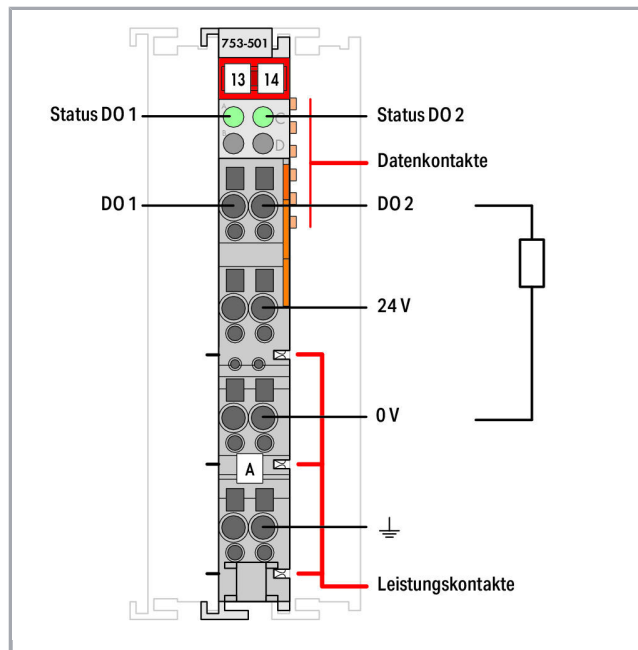 753-501
13 14
A C
Status DO 1
Status DO 2
B D
Datenkontakte
DO 1
DO 2
24 V
0 V
A
Leistungskontakte